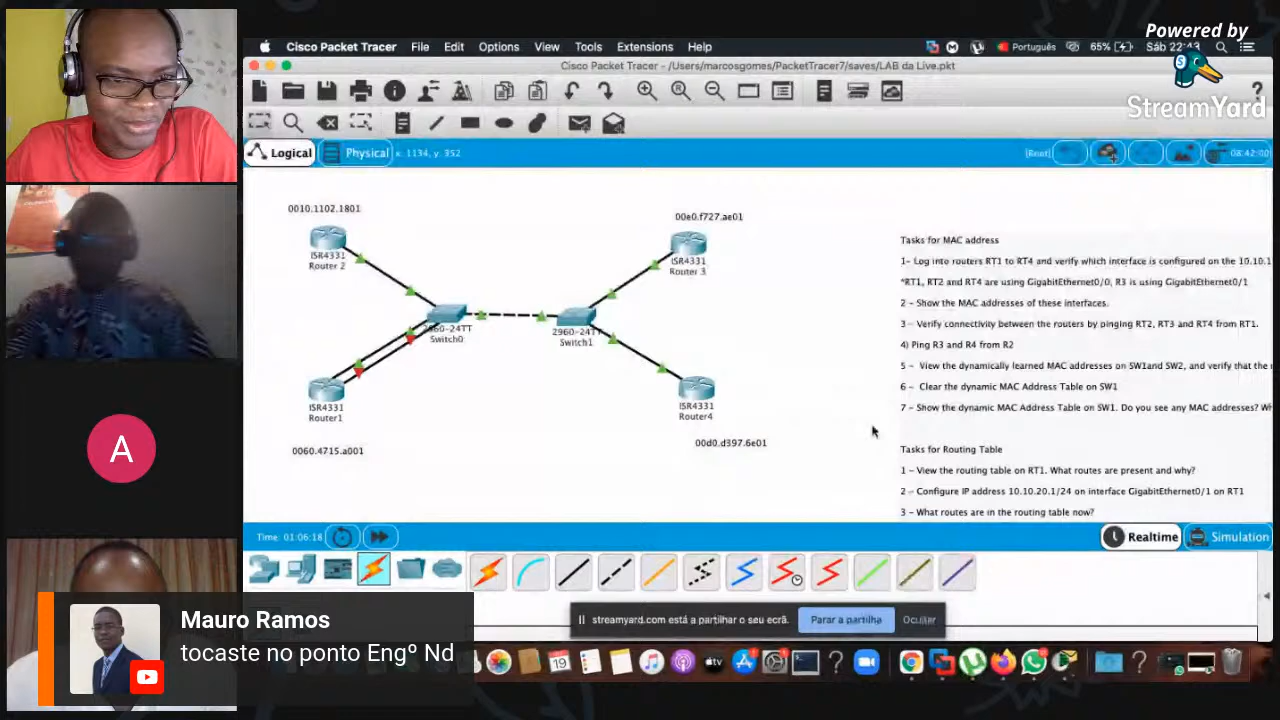 Powered by
StreamYard
Cisco Packet Tracer File Edit Options View Tools Extensions Help
Português 65% Sáb 22:43
Cisco Packet Tracer - /Users/marcosgomes/PacketTracer7/saves/LAB da Live.pkt
Logical Physical x: 1134, y: 352
[Root] 08:42:00
0010.1102.1801
ISR4331
Router 2
00e0.f727.ae01
ISR4331
Router 3
2960-24TT
Switch0
2960-24TT
Switch1
ISR4331
Router1
0060.4715.a001
ISR4331
Router4
00d0.d397.6e01
Tasks for MAC address
1- Log into routers RT1 to RT4 and verify which interface is configured on the 10.10.1
*RT1, RT2 and RT4 are using GigabitEthernet0/0, R3 is using GigabitEthernet0/1
2 - Show the MAC addresses of these interfaces.
3 - Verify connectivity between the routers by pinging RT2, RT3 and RT4 from RT1.
4) Ping R3 and R4 from R2
5 - View the dynamically learned MAC addresses on SW1and SW2, and verify that the
6 - Clear the dynamic MAC Address Table on SW1
7 - Show the dynamic MAC Address Table on SW1. Do you see any MAC addresses? Wh
Tasks for Routing Table
1 - View the routing table on RT1. What routes are present and why?
2 - Configure IP address 10.10.20.1/24 on interface GigabitEthernet0/1 on RT1
3 - What routes are in the routing table now?
Time: 01:06:18
Realtime Simulation
streamyard.com está a partilhar o seu ecrã. Parar a partilha Ocultar
A
Mauro Ramos
tocaste no ponto Engº Nd
19
tv